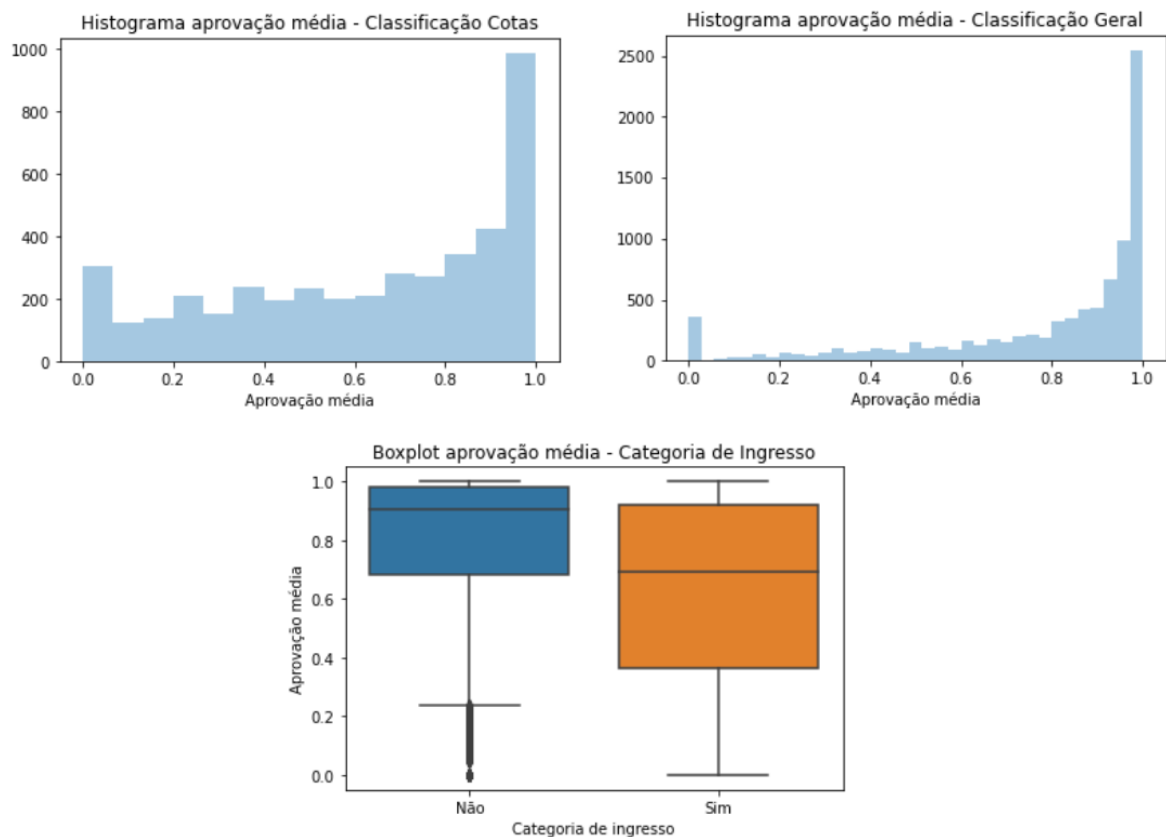 Histograma aprovação média - Classificação Cotas
1000
800
600
400
200
0
0.0 0.2 0.4 0.6 0.8 1.0
Aprovação média
Histograma aprovação média - Classificação Geral
2500
2000
1500
1000
500
0
0.0 0.2 0.4 0.6 0.8 1.0
Aprovação média
Boxplot aprovação média - Categoria de Ingresso
Aprovação média
1.0
0.8
0.6
0.4
0.2
0.0
Não Sim
Categoria de ingresso